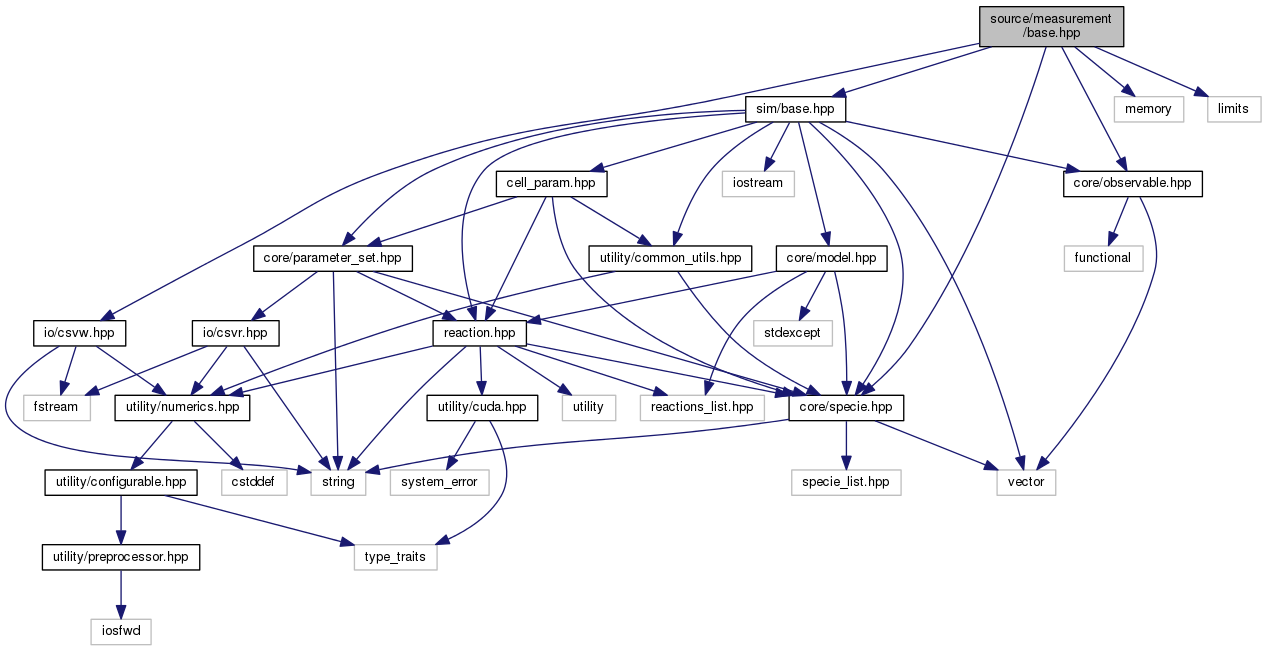 source/measurement
/base.hpp
sim/base.hpp
memory
limits
cell_param.hpp
iostream
core/observable.hpp
core/parameter_set.hpp
utility/common_utils.hpp
core/model.hpp
functional
io/csvw.hpp
io/csvr.hpp
reaction.hpp
stdexcept
fstream
utility/numerics.hpp
utility/cuda.hpp
utility
reactions_list.hpp
core/specie.hpp
utility/configurable.hpp
cstddef
string
system_error
specie_list.hpp
vector
utility/preprocessor.hpp
type_traits
iosfwd